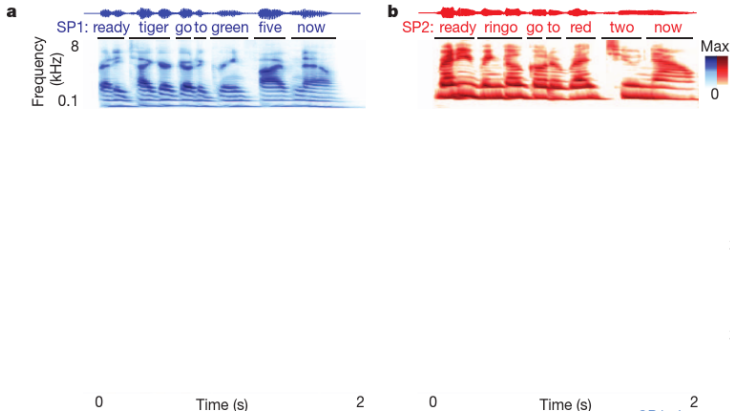 a
b
SP1: ready tiger go to green five now
SP2: ready ringo go to red two now
Frequency (kHz)
8
0.1
Max
0
0 Time (s) 2
0 Time (s) 2